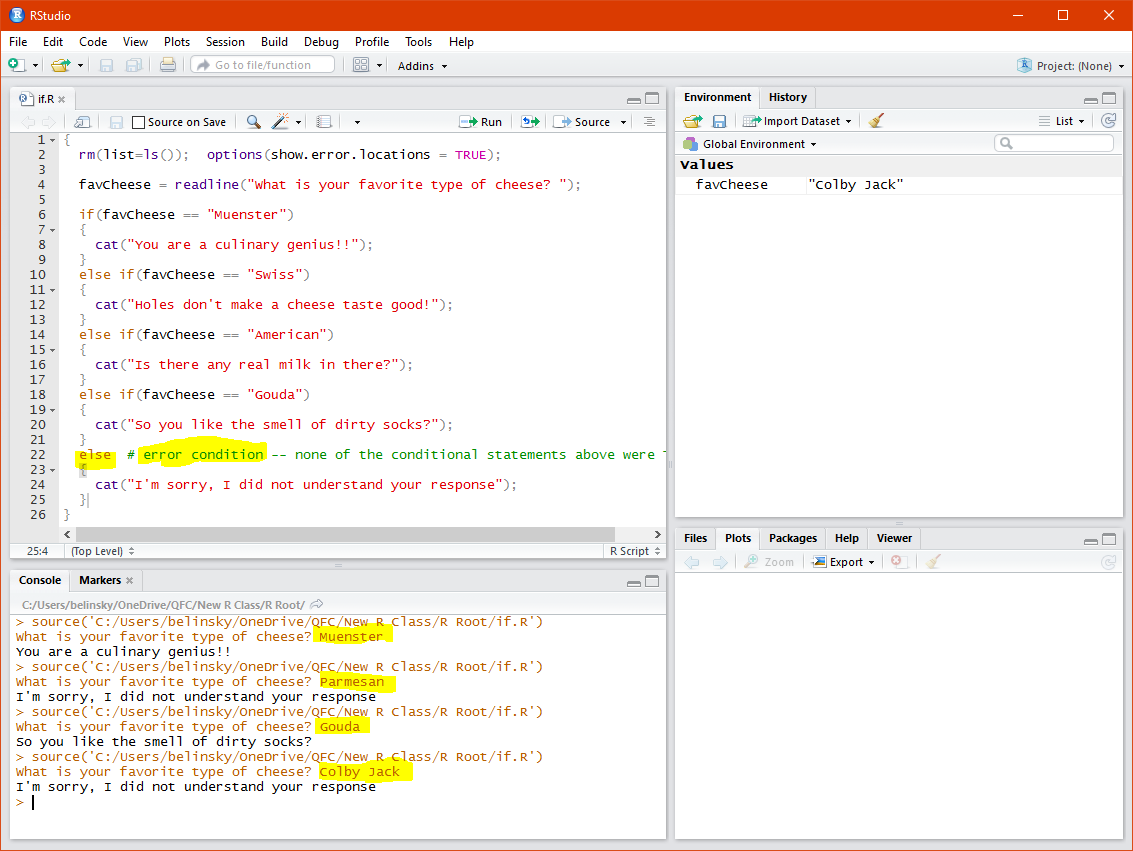 RStudio
File Edit Code View Plots Session Build Debug Profile Tools Help
Go to file/function Addins Project: (None)
if.R
Source on Save Run Source
1 {
2 rm(list=ls()); options(show.error.locations = TRUE);
3
4 favCheese = readline("What is your favorite type of cheese? ");
5
6 if(favCheese == "Muenster")
7 {
8 cat("You are a culinary genius!!");
9 }
10 else if(favCheese == "Swiss")
11 {
12 cat("Holes don't make a cheese taste good!");
13 }
14 else if(favCheese == "American")
15 {
16 cat("Is there any real milk in there?");
17 }
18 else if(favCheese == "Gouda")
19 {
20 cat("So you like the smell of dirty socks?");
21 }
22 else # error condition -- none of the conditional statements above were
23 {
24 cat("I'm sorry, I did not understand your response");
25 }
26 }
25:4 (Top Level) R Script
Console Markers
C:/Users/belinsky/OneDrive/QFC/New R Class/R Root/
> source('C:/Users/belinsky/OneDrive/QFC/New R Class/R Root/if.R')
What is your favorite type of cheese? Muenster
You are a culinary genius!!
> source('C:/Users/belinsky/OneDrive/QFC/New R Class/R Root/if.R')
What is your favorite type of cheese? Parmesan
I'm sorry, I did not understand your response
> source('C:/Users/belinsky/OneDrive/QFC/New R Class/R Root/if.R')
What is your favorite type of cheese? Gouda
So you like the smell of dirty socks?
> source('C:/Users/belinsky/OneDrive/QFC/New R Class/R Root/if.R')
What is your favorite type of cheese? Colby Jack
I'm sorry, I did not understand your response
>
Environment History
Import Dataset List
Global Environment
Values
favCheese "Colby Jack"
Files Plots Packages Help Viewer
Zoom Export